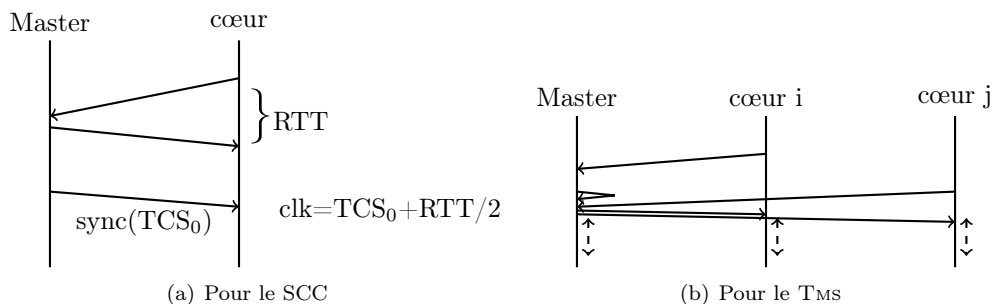 Master
cœur
RTT
sync(TCS₀)
clk=TCS₀+RTT/2
(a) Pour le SCC
Master
cœur i
cœur j
(b) Pour le TMS